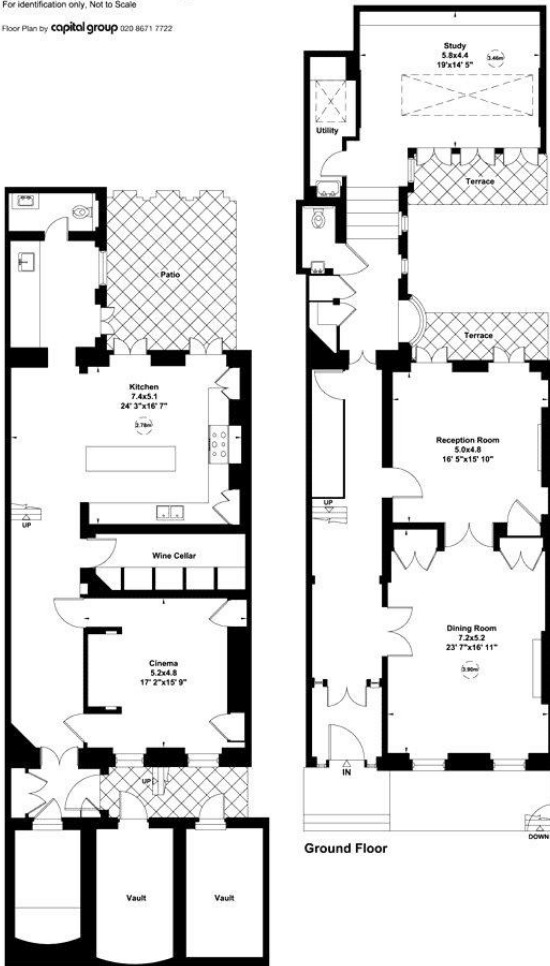 For identification only, Not to Scale
Floor Plan by capital group 020 8671 7722
Patio
Kitchen
7.4x5.1
24' 3"x16' 7"
2.78m
UP
Wine Cellar
Cinema
5.2x4.8
17' 2"x15' 9"
UP
Vault
Vault
Study
5.8x4.4
19'x14' 5"
3.46m
Utility
Terrace
Terrace
Reception Room
5.0x4.8
16' 5"x15' 10"
UP
Dining Room
7.2x5.2
23' 7"x16' 11"
3.90m
IN
DOWN
Ground Floor